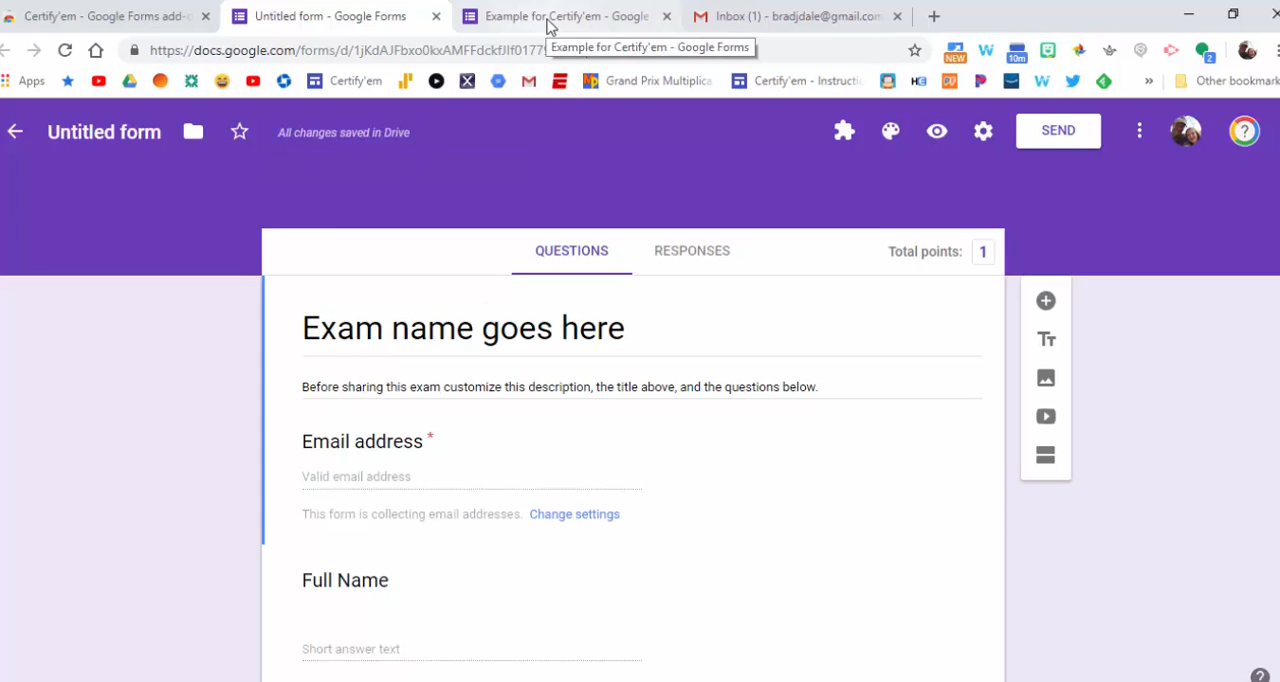 Certify'em - Google Forms add-o
Untitled form - Google Forms
Example for Certify'em - Google
Inbox (1) - bradjdale@gmail.com
Example for Certify'em - Google Forms
https://docs.google.com/forms/d/1jKdAJFbxo0kxAMFFdckfJlf0177
NEW
10m
2
Apps
Certify'em
Grand Prix Multiplica
Certify'em - Instructi
Other bookmark
Untitled form
All changes saved in Drive
SEND
QUESTIONS
RESPONSES
Total points: 1
Exam name goes here
Before sharing this exam customize this description, the title above, and the questions below.
Email address *
Valid email address
This form is collecting email addresses. Change settings
Full Name
Short answer text